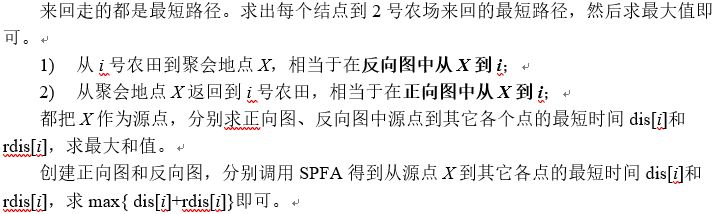 来回走的都是最短路径。求出每个结点到 2 号农场来回的最短路径，然后求最大值即
可。
1) 从 i 号农田到聚会地点 X，相当于在反向图中从 X 到 i；
2) 从聚会地点 X 返回到 i 号农田，相当于在正向图中从 X 到 i；
都把 X 作为源点，分别求正向图、反向图中源点到其它各个点的最短时间 dis[i]和
rdis[i]，求最大和值。
创建正向图和反向图，分别调用 SPFA 得到从源点 X 到其它各点的最短时间 dis[i]和
rdis[i]，求 max{ dis[i]+rdis[i]}即可。